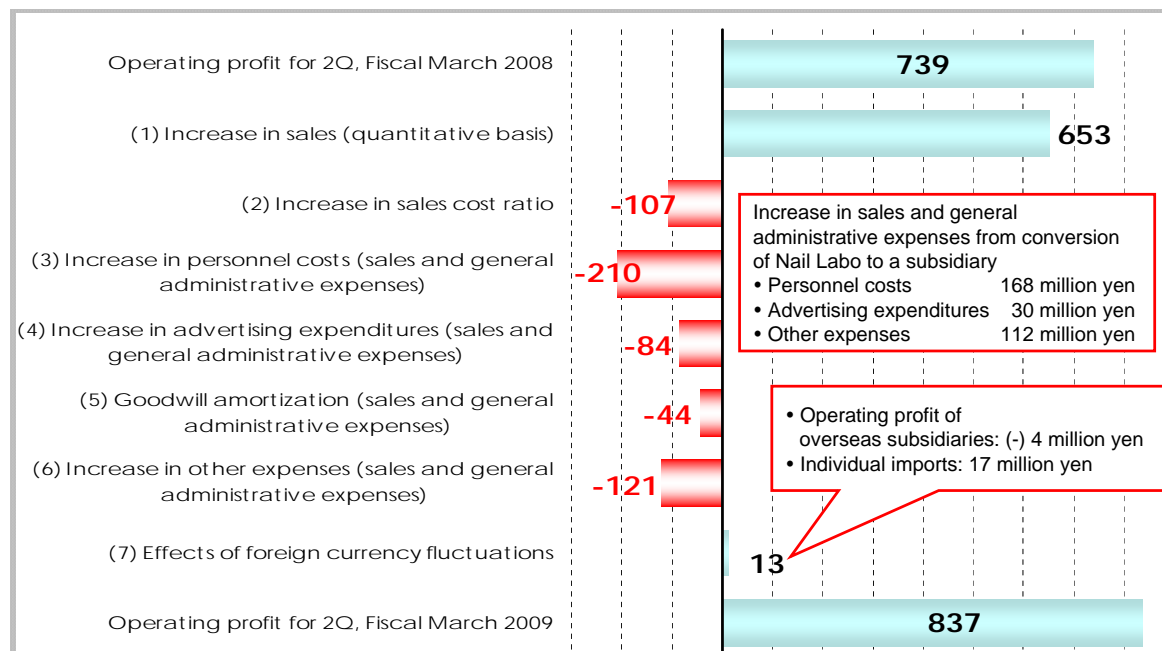 Operating profit for 2Q, Fiscal March 2008
739
(1) Increase in sales (quantitative basis)
653
(2) Increase in sales cost ratio
-107
(3) Increase in personnel costs (sales and general
administrative expenses)
-210
(4) Increase in advertising expenditures (sales and
general administrative expenses)
-84
(5) Goodwill amortization (sales and general
administrative expenses)
-44
(6) Increase in other expenses (sales and general
administrative expenses)
-121
(7) Effects of foreign currency fluctuations
13
Operating profit for 2Q, Fiscal March 2009
837
Increase in sales and general
administrative expenses from conversion
of Nail Labo to a subsidiary
• Personnel costs 168 million yen
• Advertising expenditures 30 million yen
• Other expenses 112 million yen
• Operating profit of
overseas subsidiaries: (-) 4 million yen
• Individual imports: 17 million yen